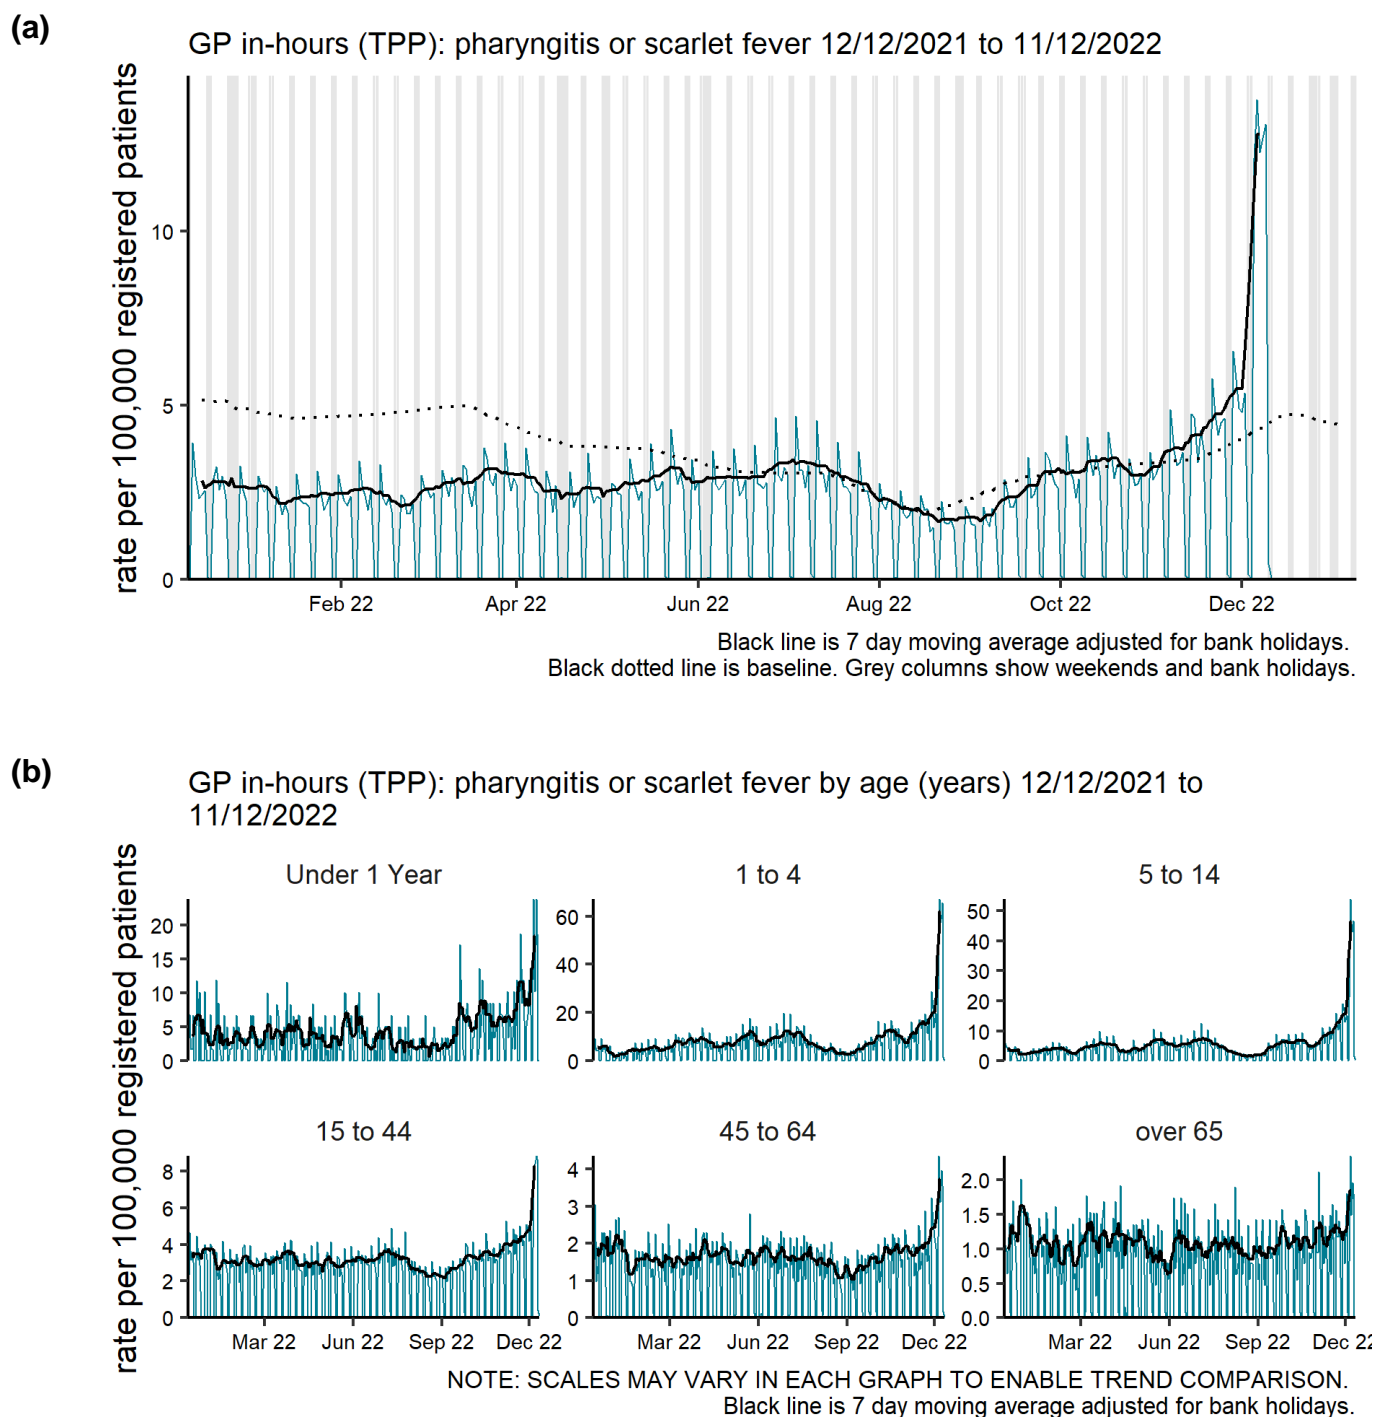 (a)
GP in-hours (TPP): pharyngitis or scarlet fever 12/12/2021 to 11/12/2022
rate per 100,000 registered patients
10
5
0
Feb 22 Apr 22 Jun 22 Aug 22 Oct 22 Dec 22
Black line is 7 day moving average adjusted for bank holidays.
Black dotted line is baseline. Grey columns show weekends and bank holidays.
(b)
GP in-hours (TPP): pharyngitis or scarlet fever by age (years) 12/12/2021 to
11/12/2022
rate per 100,000 registered patients
Under 1 Year
20
15
10
5
0
1 to 4
60
40
20
0
5 to 14
50
40
30
20
10
0
15 to 44
8
6
4
2
0
Mar 22 Jun 22 Sep 22 Dec 22
45 to 64
4
3
2
1
0
Mar 22 Jun 22 Sep 22 Dec 22
over 65
2.0
1.5
1.0
0.5
0.0
Mar 22 Jun 22 Sep 22 Dec 22
NOTE: SCALES MAY VARY IN EACH GRAPH TO ENABLE TREND COMPARISON.
Black line is 7 day moving average adjusted for bank holidays.